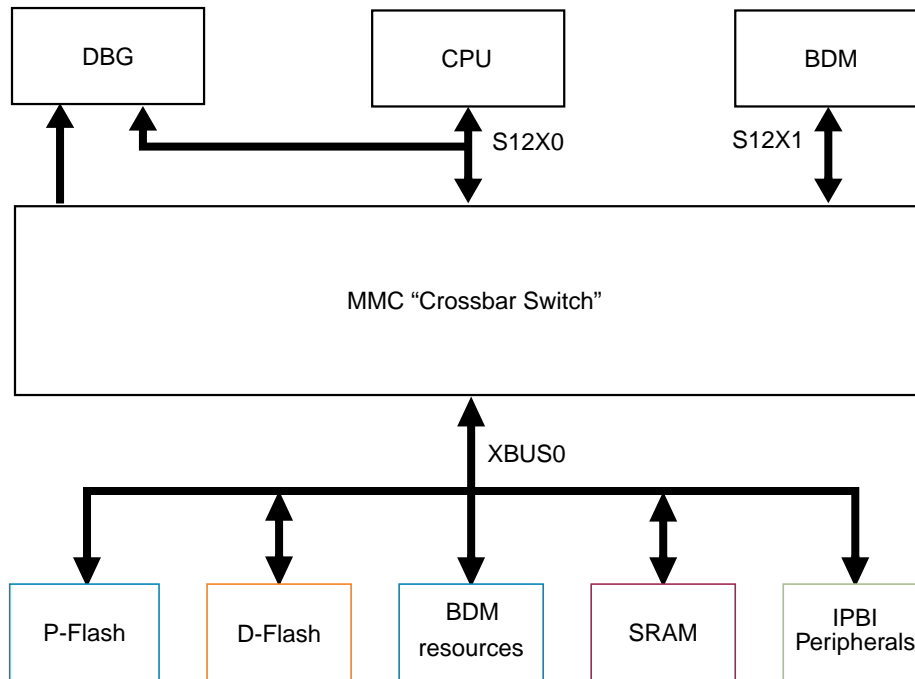 DBG
CPU
BDM
S12X0
S12X1
MMC “Crossbar Switch”
XBUS0
P-Flash
D-Flash
BDM
resources
SRAM
IPBI
Peripherals